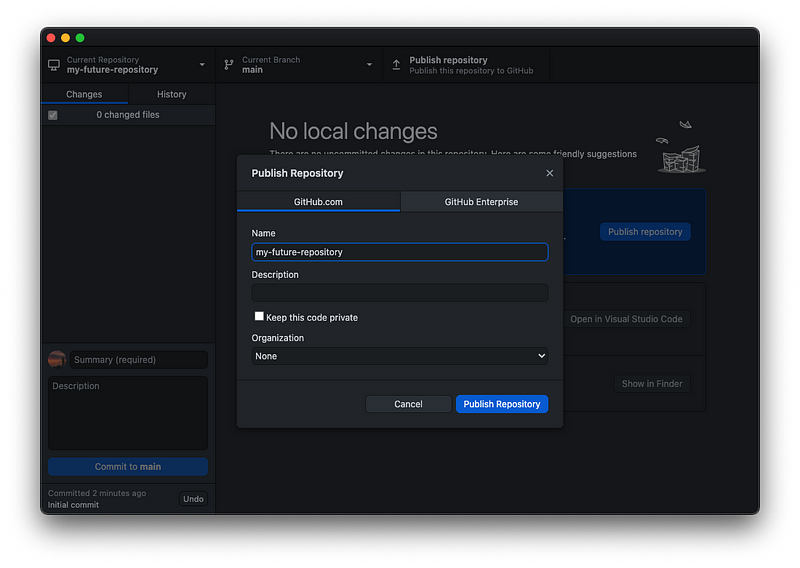 Current Repository
my-future-repository
Current Branch
main
Publish repository
Publish this repository to GitHub
Changes
History
0 changed files
No local changes
There are no uncommitted changes in this repository. Here are some friendly suggestions
Publish Repository
GitHub.com
GitHub Enterprise
Name
my-future-repository
Publish repository
Description
Keep this code private
Open in Visual Studio Code
Organization
None
Summary (required)
Show in Finder
Description
Cancel
Publish Repository
Commit to main
Committed 2 minutes ago
Initial commit
Undo